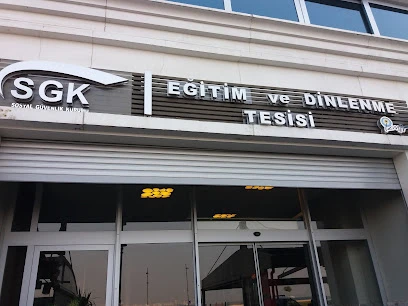 SGK
SOSYAL GÜVENLİK KURUMU
EĞİTİM ve DİNLENME
TESİSİ